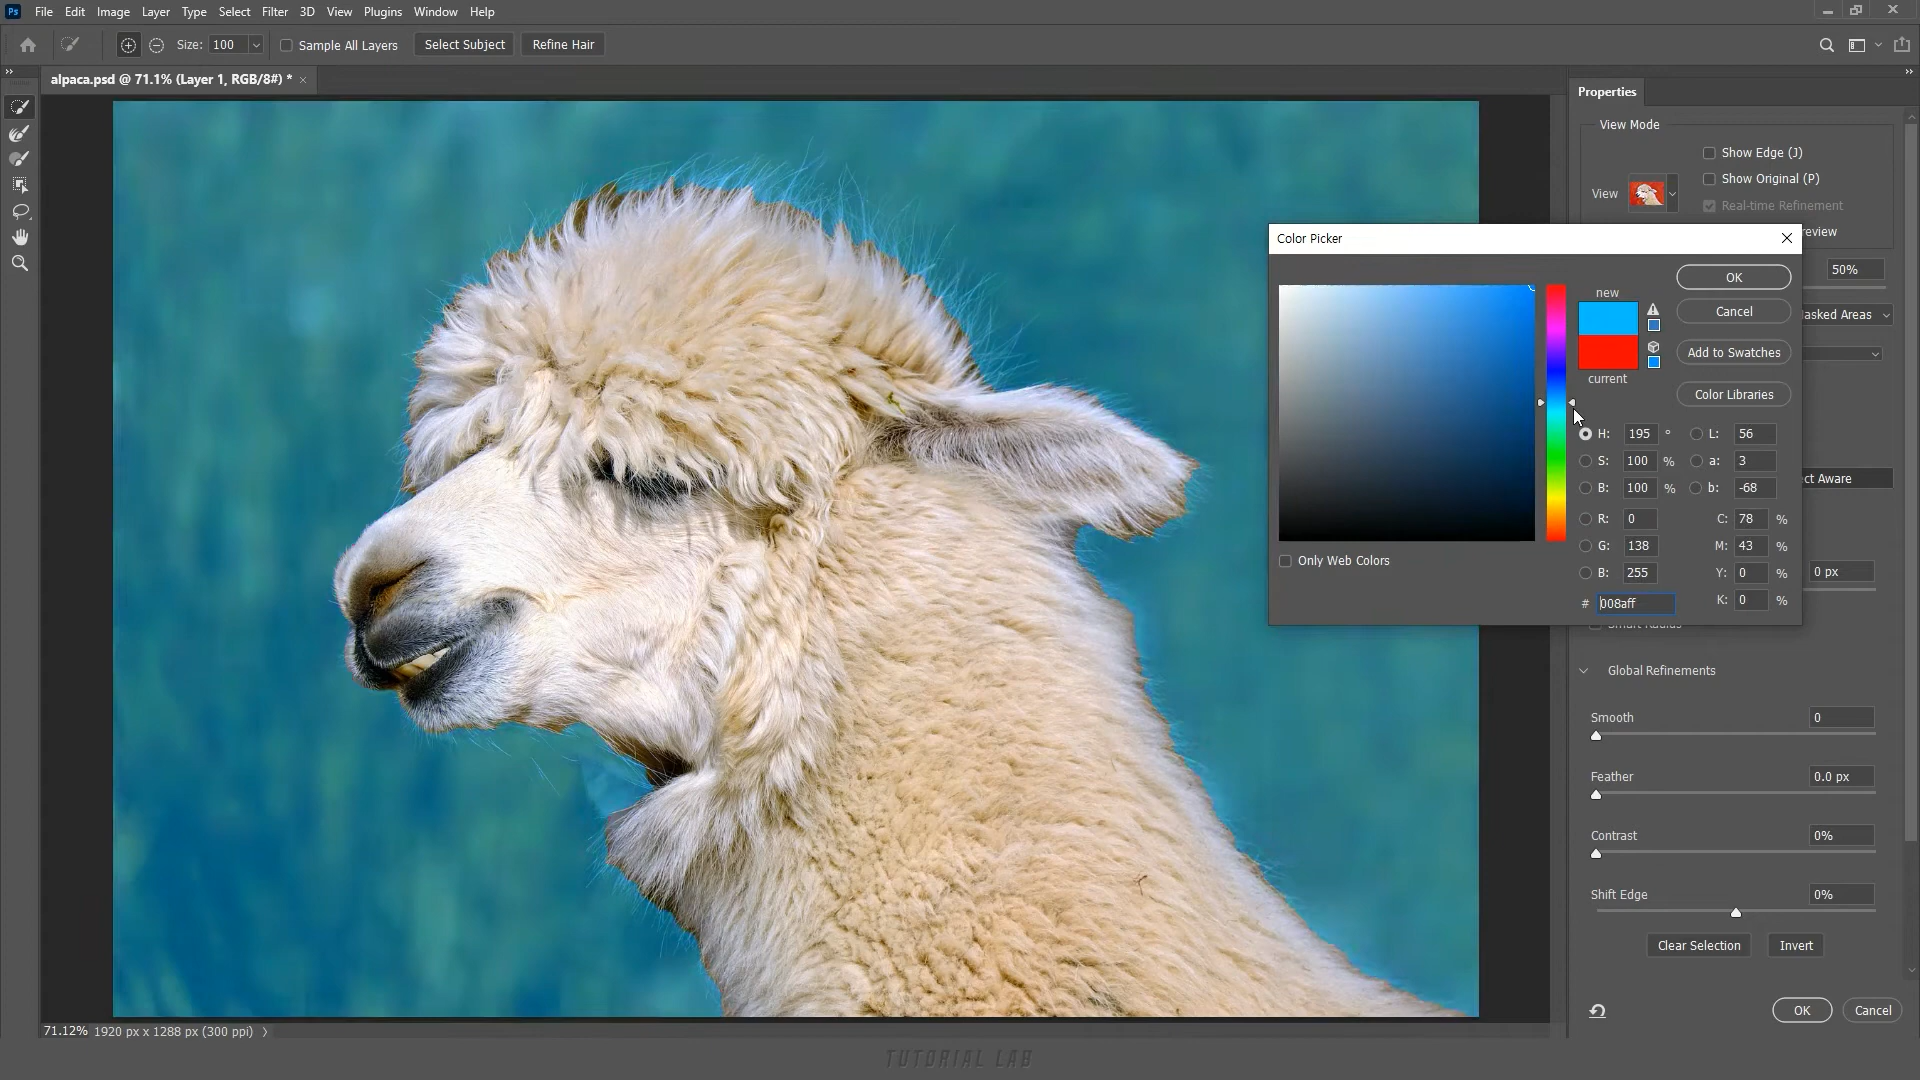 Ps File Edit Image Layer Type Select Filter 3D View Plugins Window Help
Size: 100 Sample All Layers Select Subject Refine Hair
alpaca.psd @ 71.1% (Layer 1, RGB/8#) * ×
Properties
View Mode
Show Edge (J)
Show Original (P)
View
Real-time Refinement
review
Color Picker
50%
OK
new
Cancel
asked Areas
Add to Swatches
current
Color Libraries
H: 195 ° L: 56
S: 100 % a: 3
B: 100 % b: -68
ct Aware
R: 0 C: 78 %
G: 138 M: 43 %
Only Web Colors
B: 255 Y: 0 %
0 px
# 008aff K: 0 %
Smart Radius
Global Refinements
Smooth 0
Feather 0.0 px
Contrast 0%
Shift Edge 0%
Clear Selection Invert
OK Cancel
71.12% 1920 px x 1288 px (300 ppi)
TUTORIAL LAB